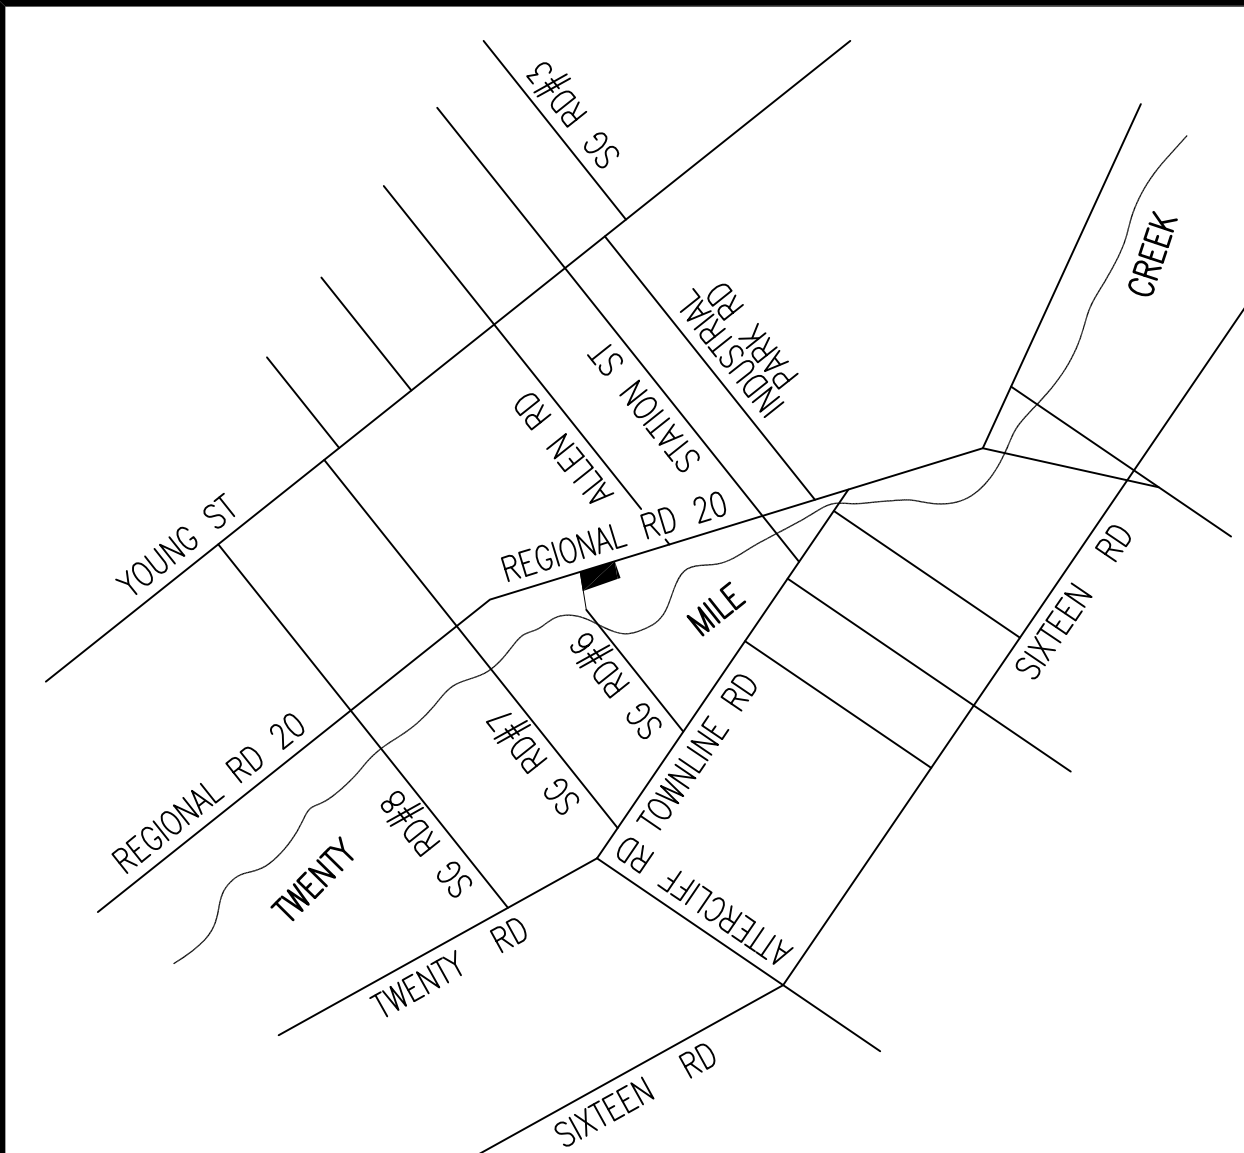 SG RD#3
CREEK
INDUSTRIAL
PARK RD
STATION ST
ALLEN RD
YOUNG ST
REGIONAL RD 20
SIXTEEN RD
MILE
SG RD#6
TOWNLINE RD
SG RD#7
REGIONAL RD 20
SG RD#8
TWENTY
ATTERCLIFF RD
TWENTY RD
SIXTEEN RD